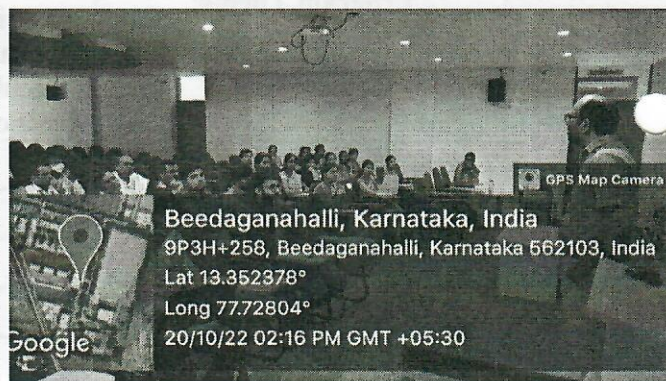 GPS Map Camera
Beedaganahalli, Karnataka, India
9P3H+258, Beedaganahalli, Karnataka 562103, India
Lat 13.352378°
Long 77.72804°
20/10/22 02:16 PM GMT +05:30
Google